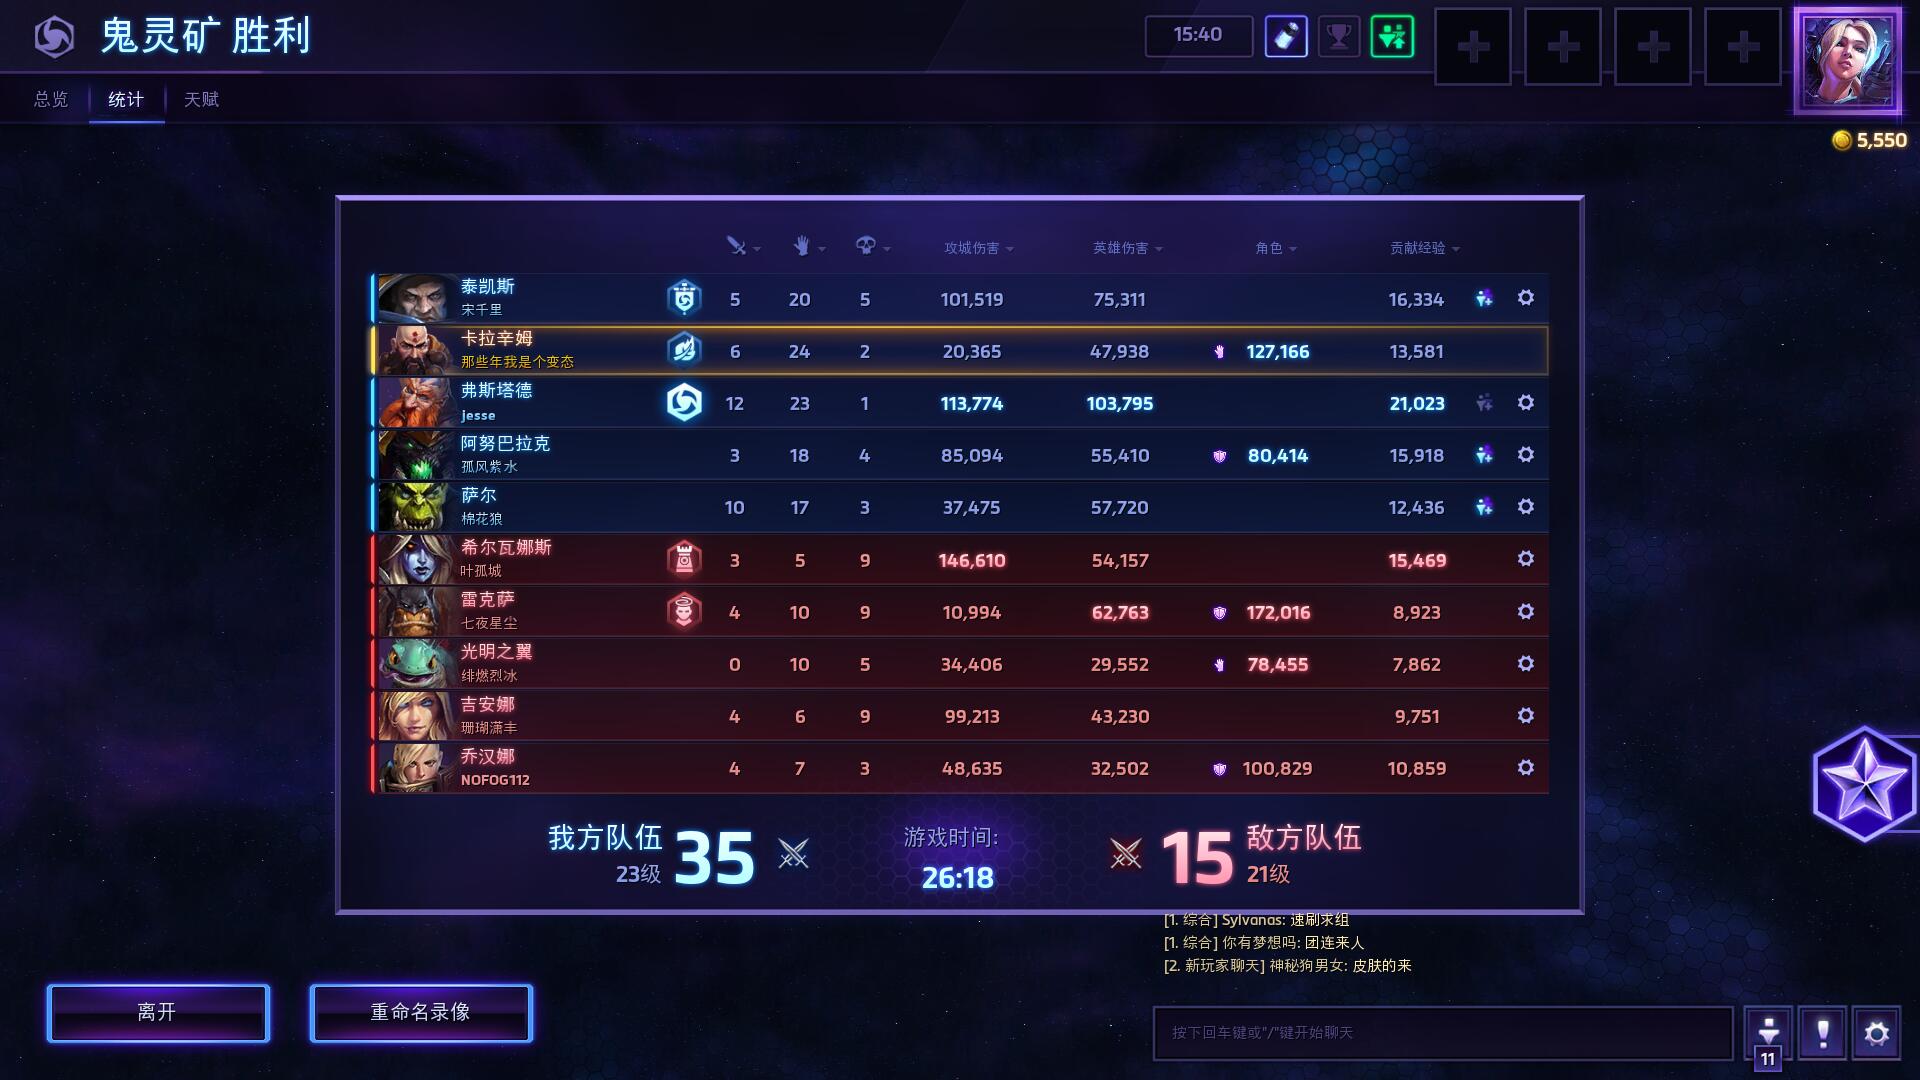 鬼灵矿 胜利
15:40
总览 统计 天赋
5,550
攻城伤害 英雄伤害 角色 贡献经验
泰凯斯
宋千里
5 20 5 101,519 75,311 16,334
卡拉辛姆
那些年我是个变态
6 24 2 20,365 47,938 127,166 13,581
弗斯塔德
jesse
12 23 1 113,774 103,795 21,023
阿努巴拉克
孤风紫水
3 18 4 85,094 55,410 80,414 15,918
萨尔
棉花狼
10 17 3 37,475 57,720 12,436
希尔瓦娜斯
叶孤城
3 5 9 146,610 54,157 15,469
雷克萨
七夜星尘
4 10 9 10,994 62,763 172,016 8,923
光明之翼
绯燃烈冰
0 10 5 34,406 29,552 78,455 7,862
吉安娜
珊瑚潇丰
4 6 9 99,213 43,230 9,751
乔汉娜
NOFOG112
4 7 3 48,635 32,502 100,829 10,859
我方队伍 35
23级
游戏时间:
26:18
15 敌方队伍
21级
[1. 综合] Sylvanas: 速刷求组
[1. 综合] 你有梦想吗: 团连来人
[2. 新玩家聊天] 神秘狗男女: 皮肤的来
离开 重命名录像
按下回车键或"/"键开始聊天
11